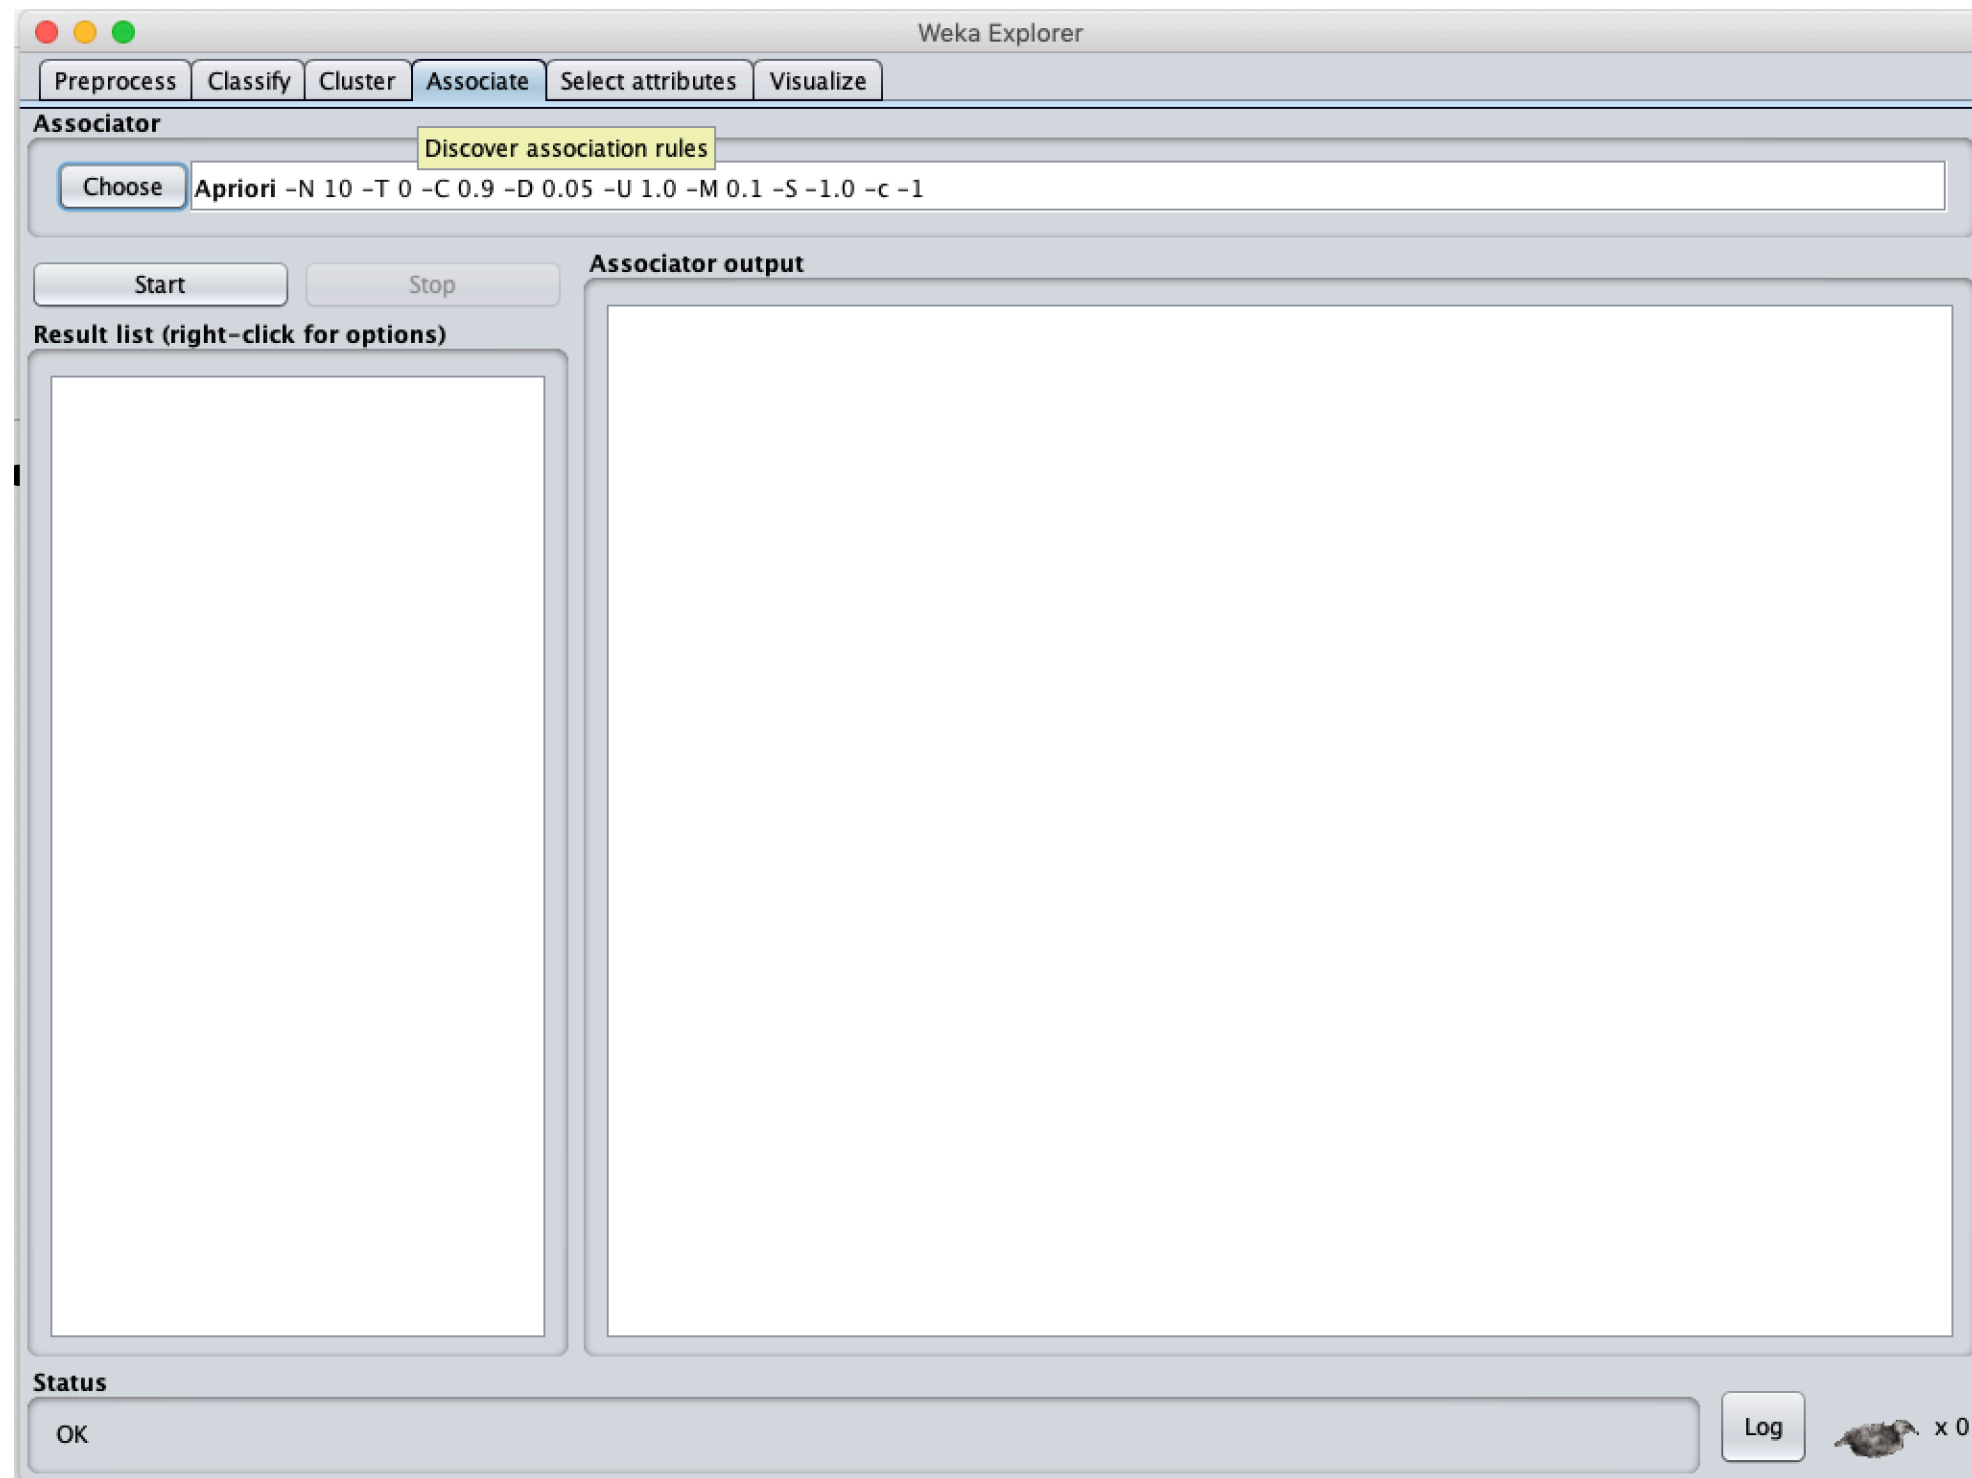 Weka Explorer
Preprocess Classify Cluster Associate Select attributes Visualize
Associator
Discover association rules
Choose Apriori -N 10 -T 0 -C 0.9 -D 0.05 -U 1.0 -M 0.1 -S -1.0 -c -1
Start Stop
Associator output
Result list (right-click for options)
Status
OK
Log x 0